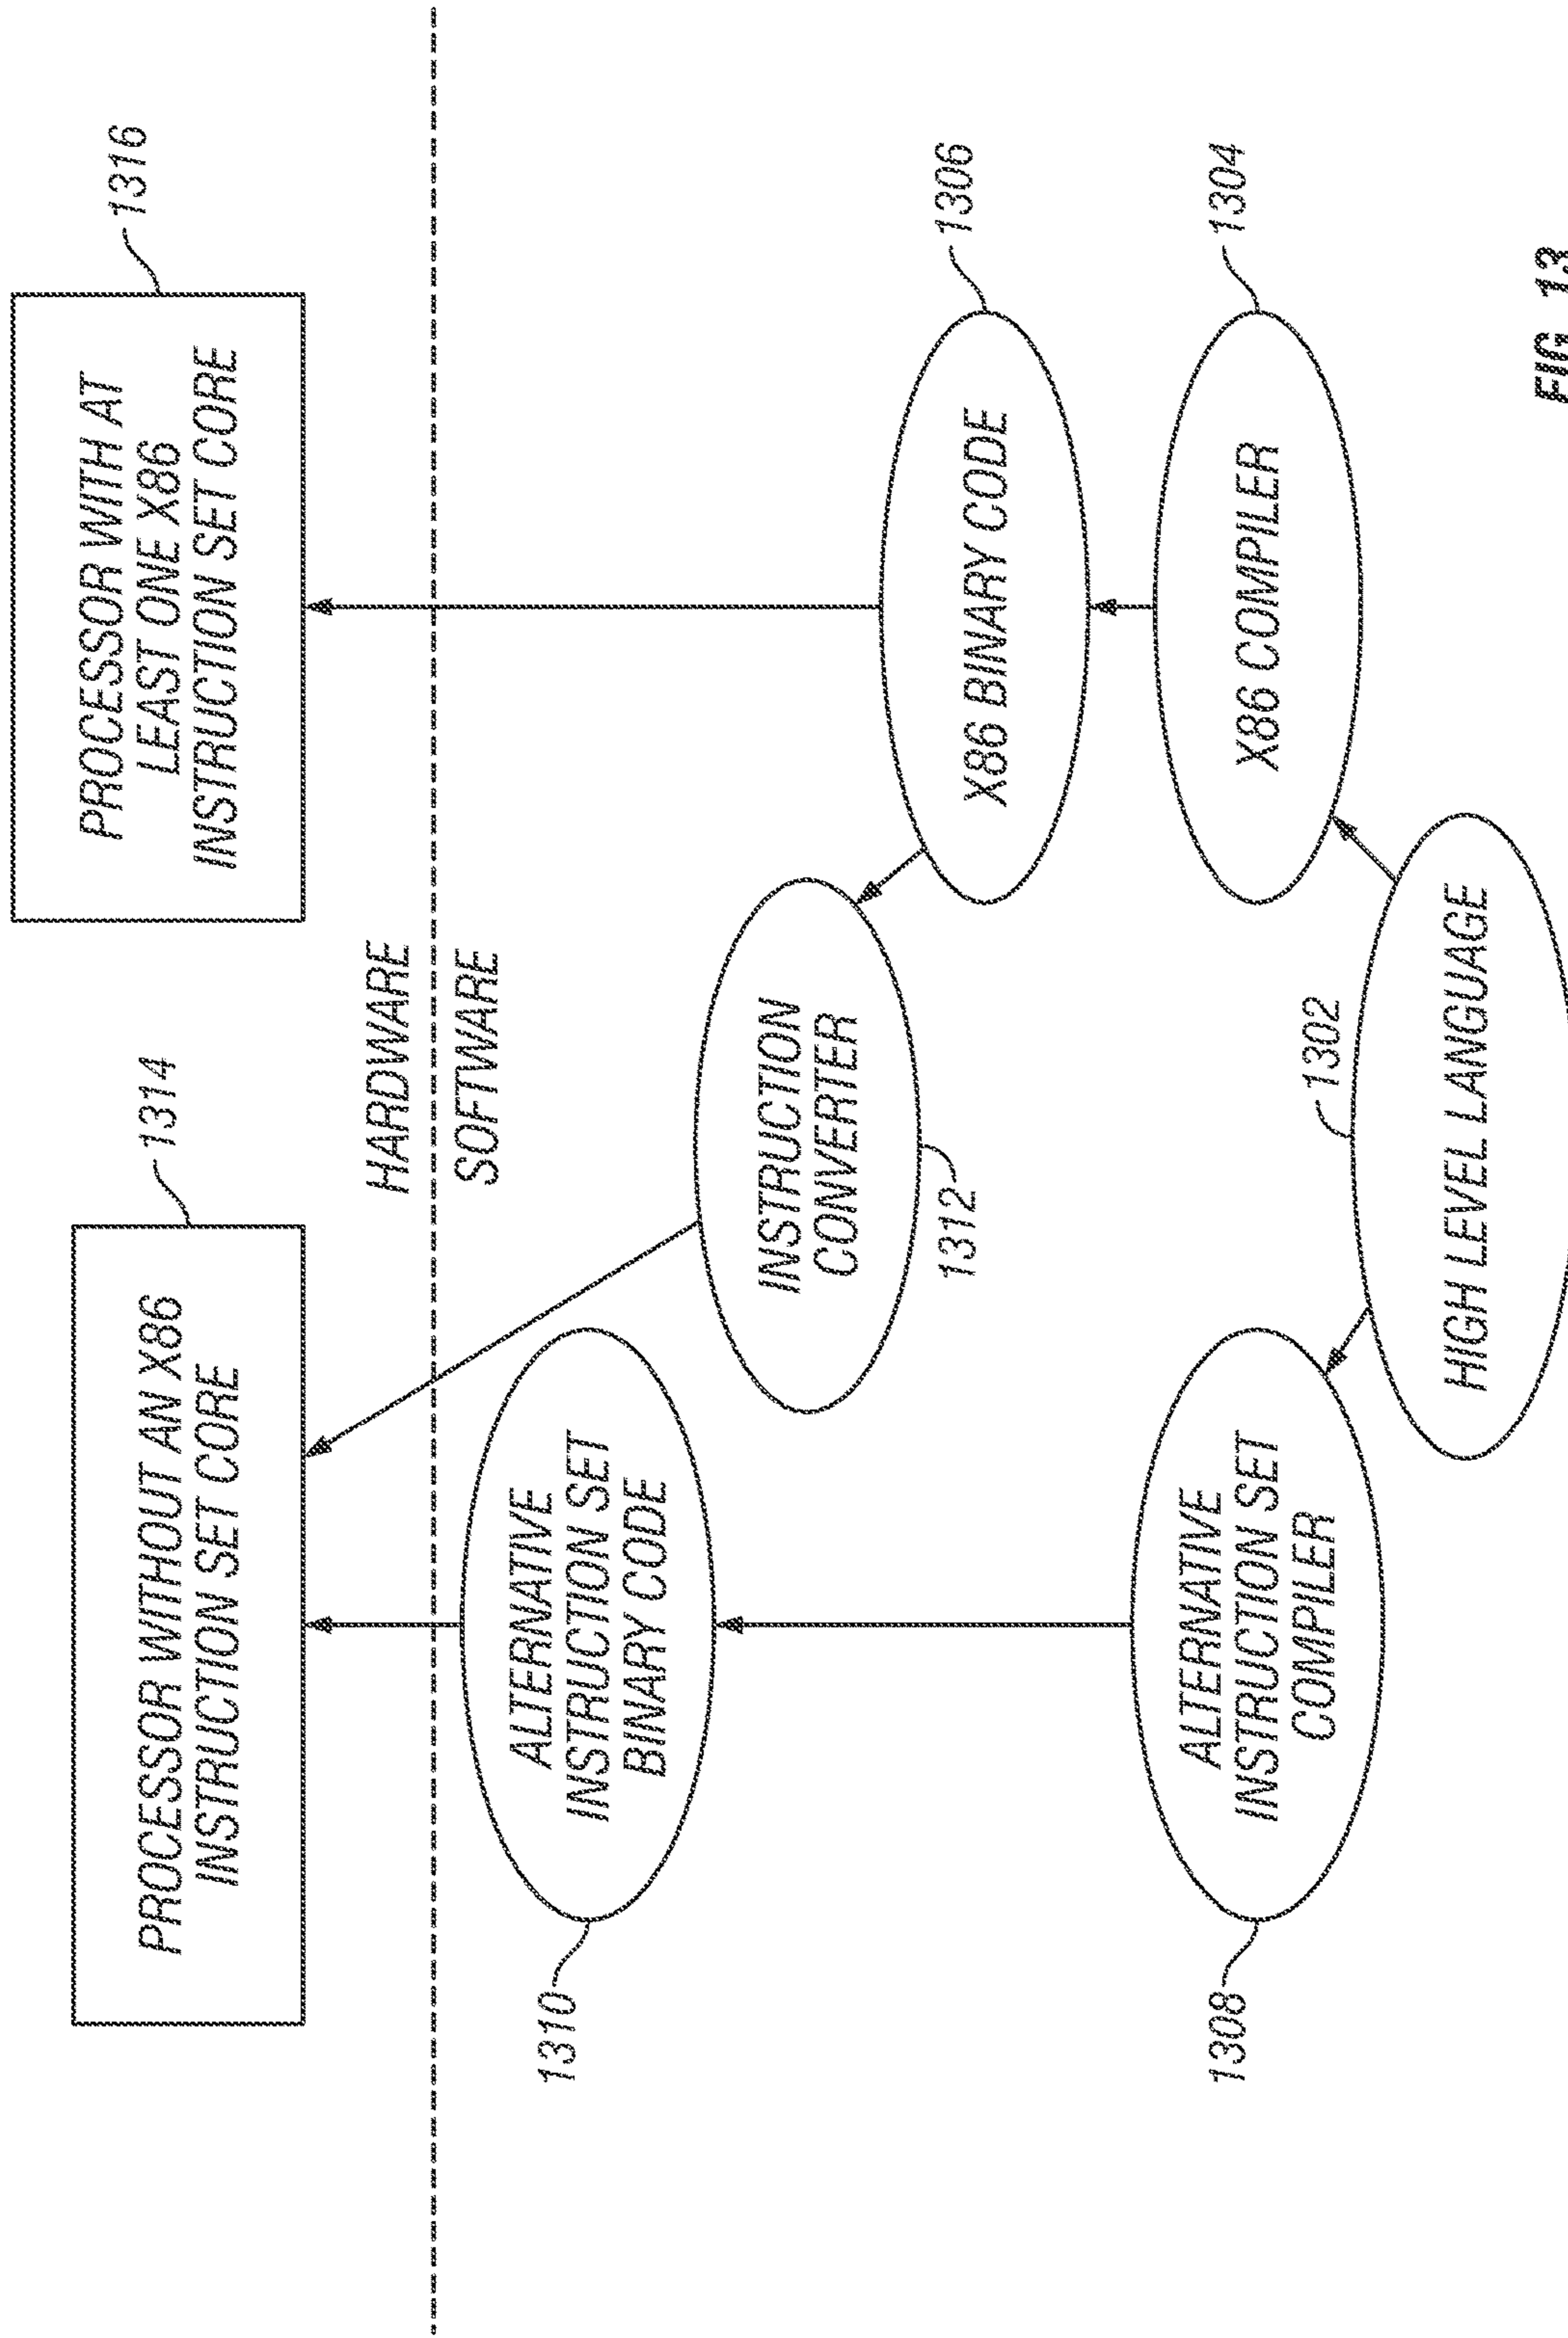 PROCESSOR WITHOUT AN X86
INSTRUCTION SET CORE
1314
PROCESSOR WITH AT
LEAST ONE X86
INSTRUCTION SET CORE
1316
HARDWARE
SOFTWARE
1310
ALTERNATIVE
INSTRUCTION SET
BINARY CODE
INSTRUCTION
CONVERTER
1312
X86 BINARY CODE
1306
1308
ALTERNATIVE
INSTRUCTION SET
COMPILER
X86 COMPILER
1304
1302
HIGH LEVEL LANGUAGE
FIG. 13